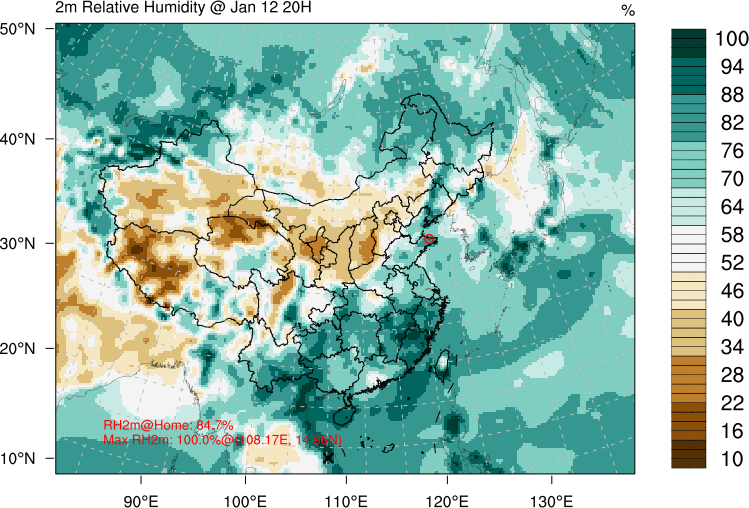 2m Relative Humidity @ Jan 12 20H
%
50°N
40°N
30°N
20°N
10°N
90°E
100°E
110°E
120°E
130°E
100
94
88
82
76
70
64
58
52
46
40
34
28
22
16
10
RH2m@Home: 84.7%
Max RH2m: 100.0%@(108.17E,